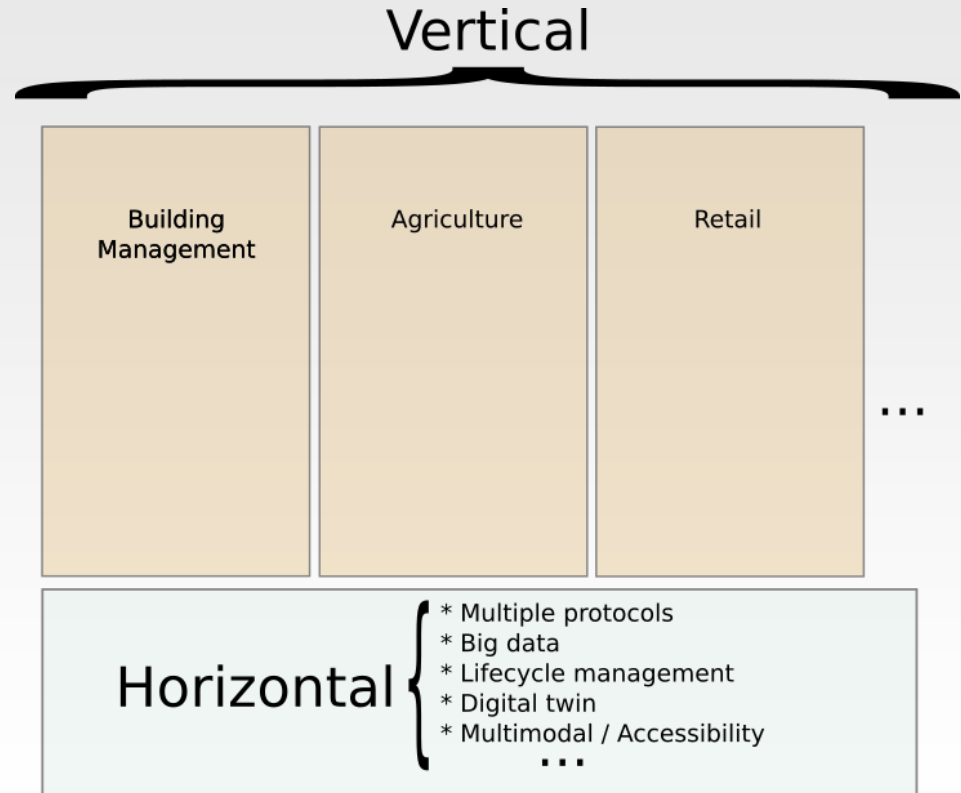 Vertical
Building
Management
Agriculture
Retail
...
Horizontal
* Multiple protocols
* Big data
* Lifecycle management
* Digital twin
* Multimodal / Accessibility
...